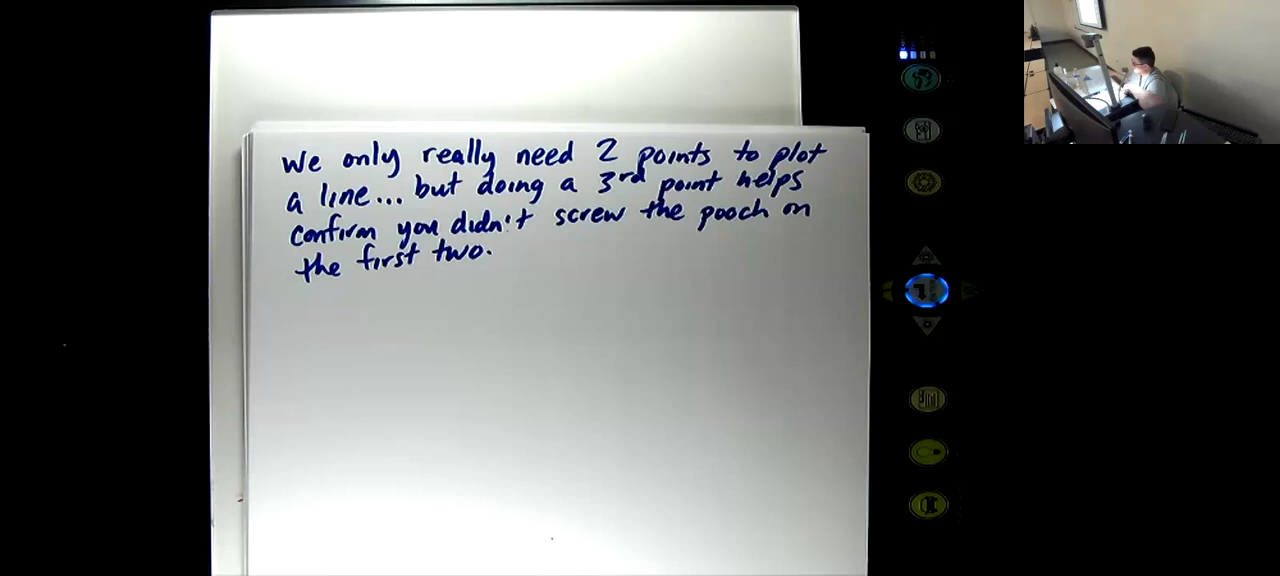 We only really need 2 points to plot
a line... but doing a 3rd point helps
confirm you didn't screw the pooch on
the first two.